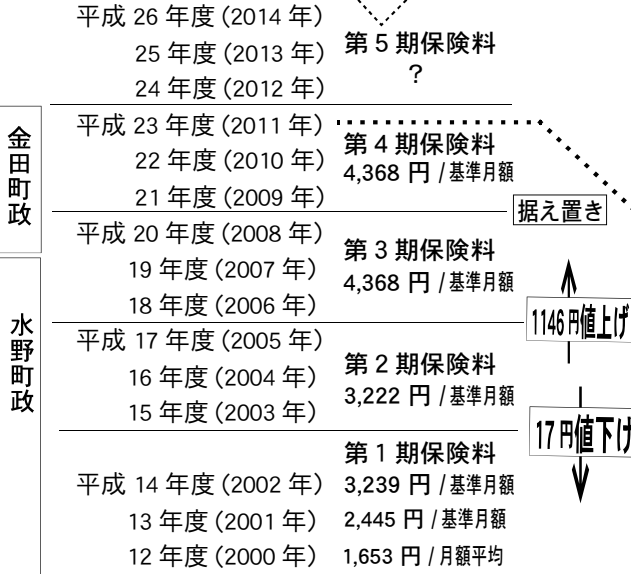 平成 26 年度 (2014 年)
25 年度 (2013 年)
24 年度 (2012 年)
第 5 期保険料
?
金田町政
平成 23 年度 (2011 年)
22 年度 (2010 年)
21 年度 (2009 年)
第 4 期保険料
4,368 円 / 基準月額
据え置き
平成 20 年度 (2008 年)
19 年度 (2007 年)
18 年度 (2006 年)
第 3 期保険料
4,368 円 / 基準月額
1146 円値上げ
水野町政
平成 17 年度 (2005 年)
16 年度 (2004 年)
15 年度 (2003 年)
第 2 期保険料
3,222 円 / 基準月額
17 円値下げ
第 1 期保険料
平成 14 年度 (2002 年) 3,239 円 / 基準月額
13 年度 (2001 年) 2,445 円 / 基準月額
12 年度 (2000 年) 1,653 円 / 月額平均